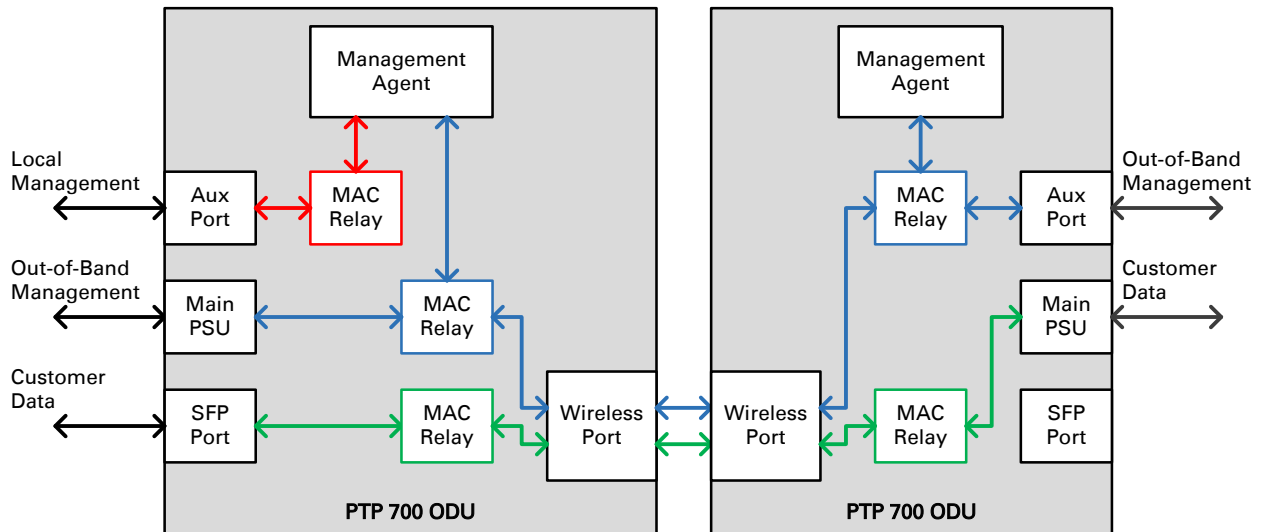 Management
Agent
Local
Management
Aux
Port
MAC
Relay
Out-of-Band
Management
Main
PSU
MAC
Relay
Customer
Data
SFP
Port
MAC
Relay
Wireless
Port
PTP 700 ODU
Management
Agent
MAC
Relay
Aux
Port
Out-of-Band
Management
Main
PSU
Customer
Data
Wireless
Port
MAC
Relay
SFP
Port
PTP 700 ODU